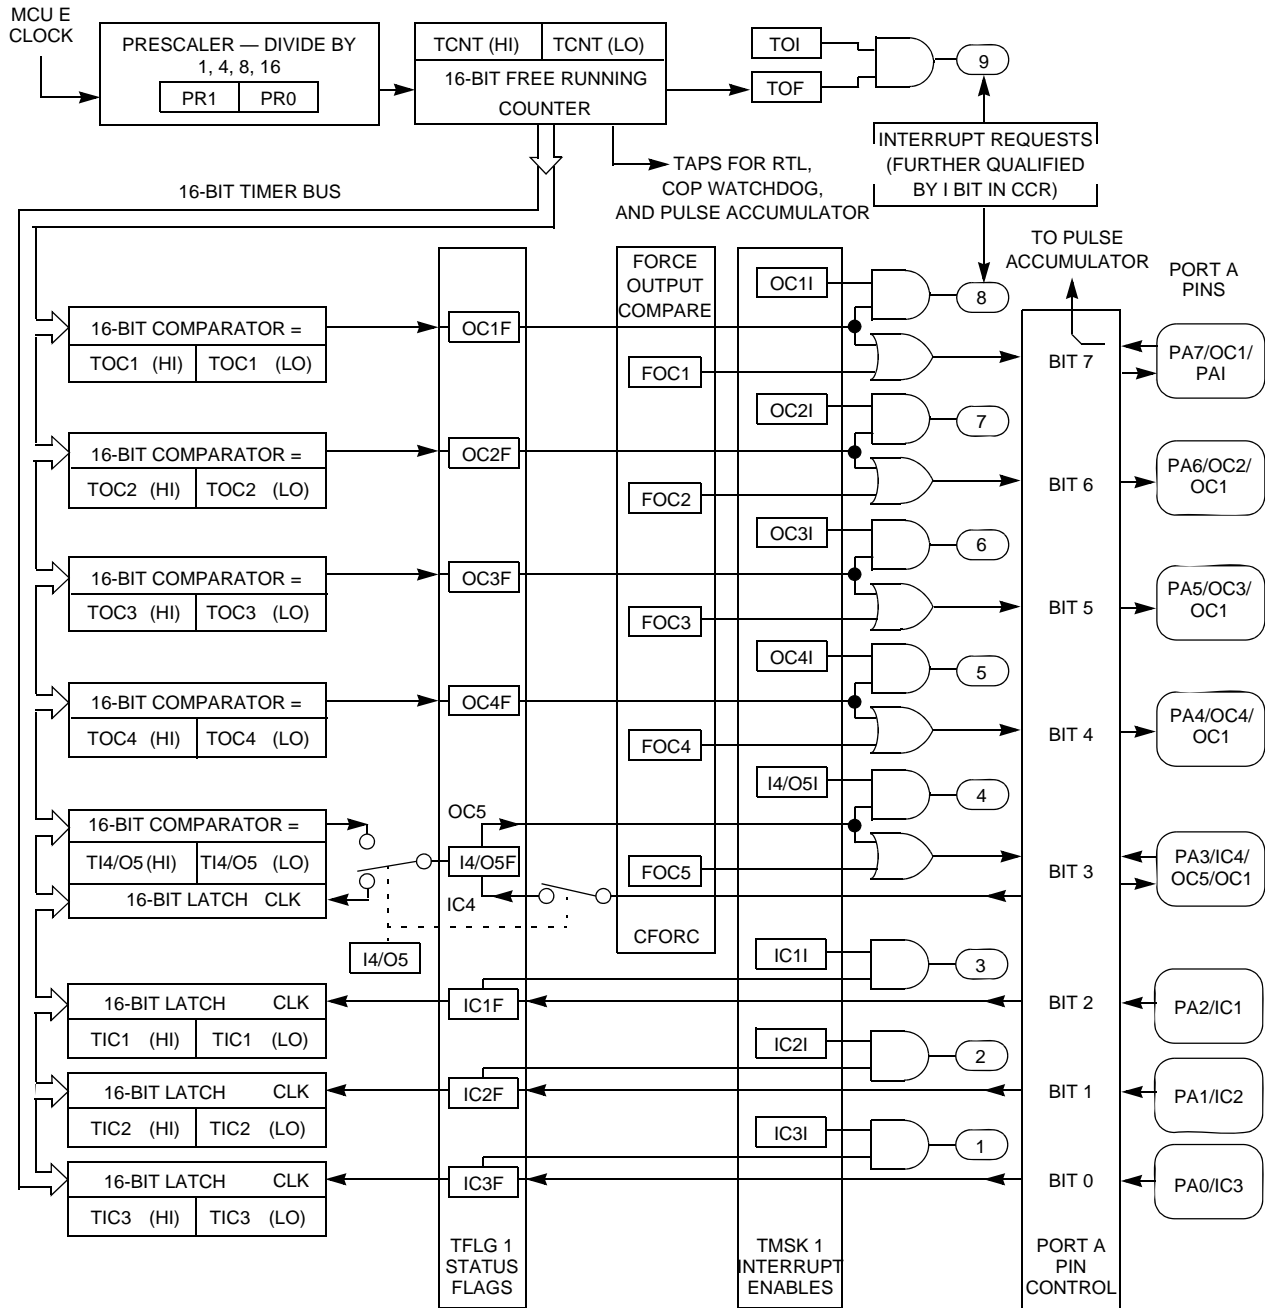 MCU E
CLOCK
PRESCALER — DIVIDE BY
1, 4, 8, 16
PR1 PR0
TCNT (HI) TCNT (LO)
16-BIT FREE RUNNING
COUNTER
TOI
TOF
9
INTERRUPT REQUESTS
(FURTHER QUALIFIED
BY I BIT IN CCR)
TAPS FOR RTL,
COP WATCHDOG,
AND PULSE ACCUMULATOR
16-BIT TIMER BUS
TO PULSE
ACCUMULATOR
PORT A
PINS
FORCE
OUTPUT
COMPARE
OC1I
8
16-BIT COMPARATOR =
TOC1 (HI) TOC1 (LO)
OC1F
FOC1
BIT 7
PA7/OC1/
PAI
OC2I
7
16-BIT COMPARATOR =
TOC2 (HI) TOC2 (LO)
OC2F
FOC2
BIT 6
PA6/OC2/
OC1
OC3I
6
16-BIT COMPARATOR =
TOC3 (HI) TOC3 (LO)
OC3F
FOC3
BIT 5
PA5/OC3/
OC1
OC4I
5
16-BIT COMPARATOR =
TOC4 (HI) TOC4 (LO)
OC4F
FOC4
BIT 4
PA4/OC4/
OC1
I4/O5I
4
16-BIT COMPARATOR =
TI4/O5 (HI) TI4/O5 (LO)
16-BIT LATCH CLK
OC5
I4/O5F
IC4
I4/O5
FOC5
CFORC
BIT 3
PA3/IC4/
OC5/OC1
IC1I
3
16-BIT LATCH CLK
TIC1 (HI) TIC1 (LO)
IC1F
BIT 2
PA2/IC1
IC2I
2
16-BIT LATCH CLK
TIC2 (HI) TIC2 (LO)
IC2F
BIT 1
PA1/IC2
IC3I
1
16-BIT LATCH CLK
TIC3 (HI) TIC3 (LO)
IC3F
BIT 0
PA0/IC3
TFLG 1
STATUS
FLAGS
TMSK 1
INTERRUPT
ENABLES
PORT A
PIN
CONTROL